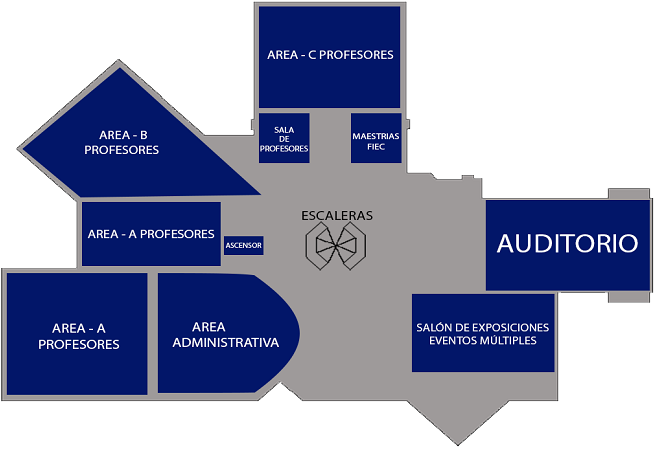 AREA - C PROFESORES
SALA
DE
PROFESORES
MAESTRIAS
FIEC
AREA - B
PROFESORES
ESCALERAS
AREA - A PROFESORES
ASCENSOR
AUDITORIO
AREA - A
PROFESORES
AREA
ADMINISTRATIVA
SALÓN DE EXPOSICIONES
EVENTOS MÚLTIPLES